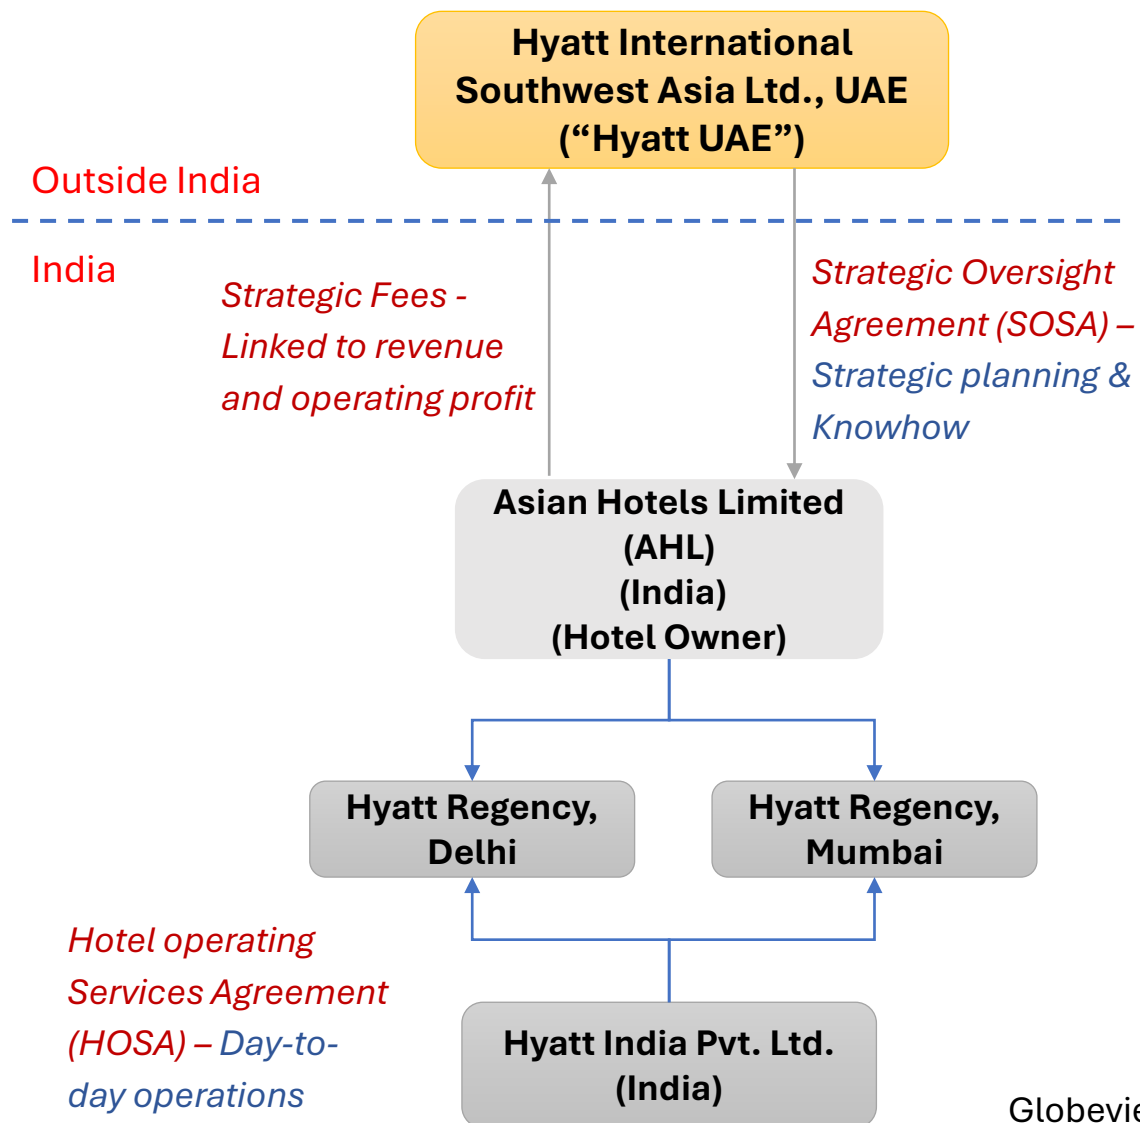 Hyatt International
Southwest Asia Ltd., UAE
(“Hyatt UAE”)
Outside India
India
Strategic Fees -
Linked to revenue
and operating profit
Strategic Oversight
Agreement (SOSA) –
Strategic planning &
Knowhow
Asian Hotels Limited
(AHL)
(India)
(Hotel Owner)
Hyatt Regency,
Delhi
Hyatt Regency,
Mumbai
Hotel operating
Services Agreement
(HOSA) – Day-to-
day operations
Hyatt India Pvt. Ltd.
(India)
Globevie